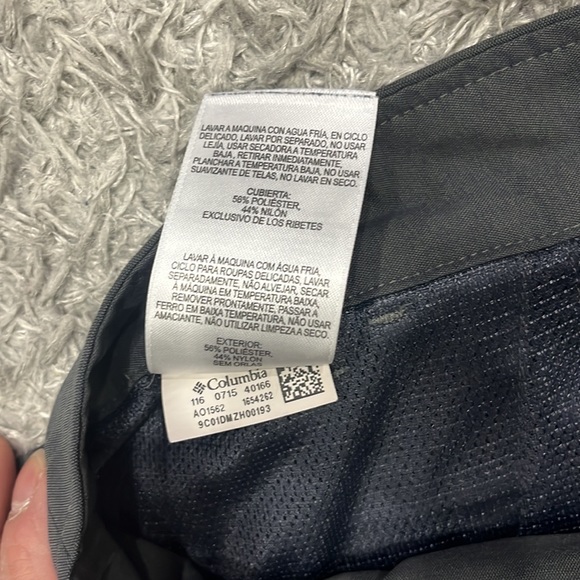 LAVAR A MAQUINA CON AGUA FRÍA, EN CICLO
DELICADO, LAVAR POR SEPARADO, NO USAR
LEJÍA, USAR SECADORA A TEMPERATURA
BAJA, RETIRAR INMEDIATAMENTE,
PLANCHAR A TEMPERATURA BAJA, NO USAR
SUAVIZANTE DE TELAS, NO LAVAR EN SECO.
CUBIERTA:
56% POLIÉSTER,
44% NILÓN
EXCLUSIVO DE LOS RIBETES
LAVAR À MÁQUINA COM ÁGUA FRIA,
CICLO PARA ROUPAS DELICADAS, LAVAR
SEPARADAMENTE, NÃO ALVEJAR, SECAR
À MÁQUINA EM TEMPERATURA BAIXA,
REMOVER PRONTAMENTE, PASSAR A
FERRO EM BAIXA TEMPERATURA, NÃO USAR
AMACIANTE, NÃO UTILIZAR LIMPEZA A SECO.
EXTERIOR:
56% POLIÉSTER,
44% NYLON
SEM ORLAS
Columbia
116 0715 40166
AO1562 1654262
9C01DMZH00193